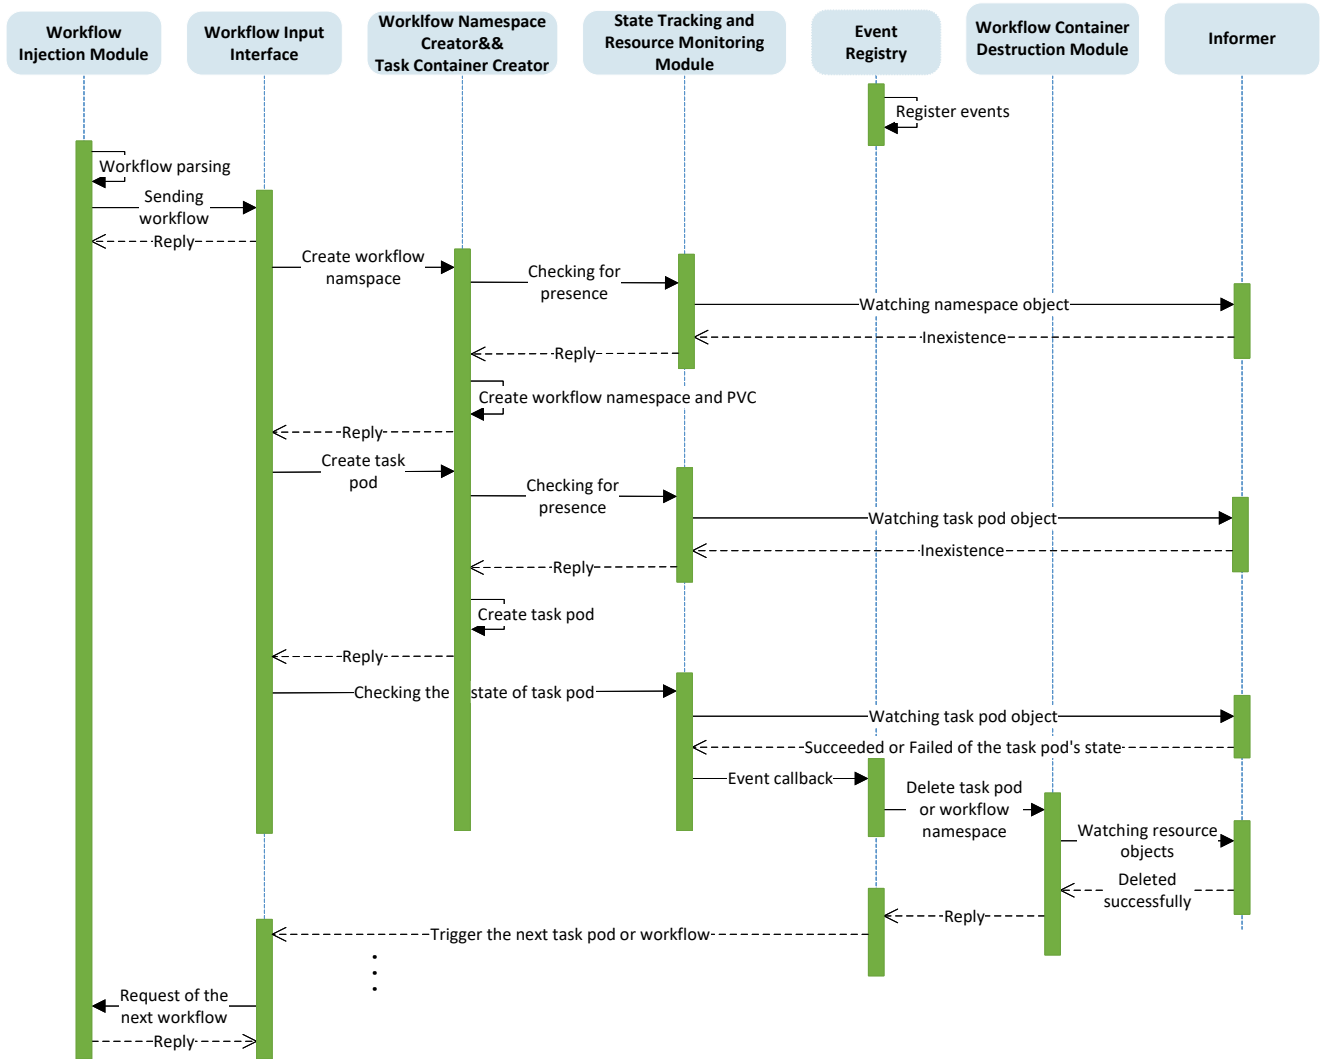 Workflow
Injection Module
Workflow Input
Interface
Worklfow Namespace
Creator&&
Task Container Creator
State Tracking and
Resource Monitoring
Module
Event
Registry
Workflow Container
Destruction Module
Informer
Register events
Workflow parsing
Sending
workflow
Reply
Create workflow
namspace
Checking for
presence
Watching namespace object
Inexistence
Reply
Create workflow namespace and PVC
Reply
Create task
pod
Checking for
presence
Watching task pod object
Inexistence
Reply
Create task pod
Reply
Checking the state of task pod
Watching task pod object
Succeeded or Failed of the task pod's state
Event callback
Delete task pod
or workflow
namespace
Watching resource
objects
Deleted
successfully
Reply
Trigger the next task pod or workflow
Request of the
next workflow
Reply